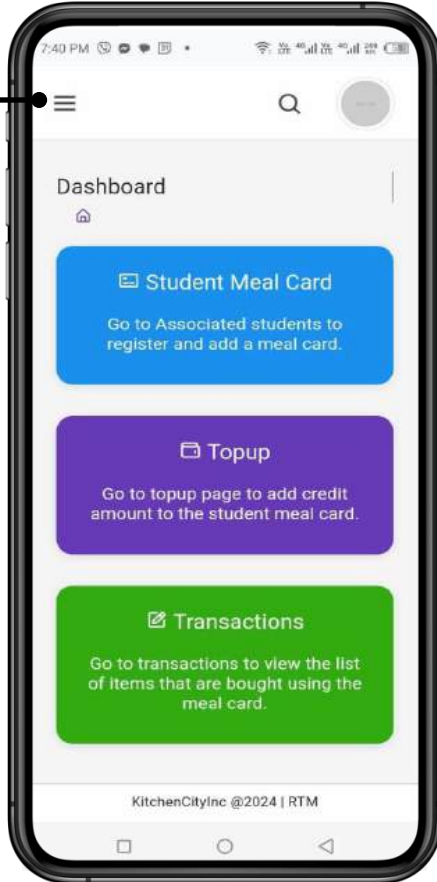 7:40 PM
Dashboard
Student Meal Card
Go to Associated students to
register and add a meal card.
Topup
Go to topup page to add credit
amount to the student meal card.
Transactions
Go to transactions to view the list
of items that are bought using the
meal card.
KitchenCityInc @2024 | RTM